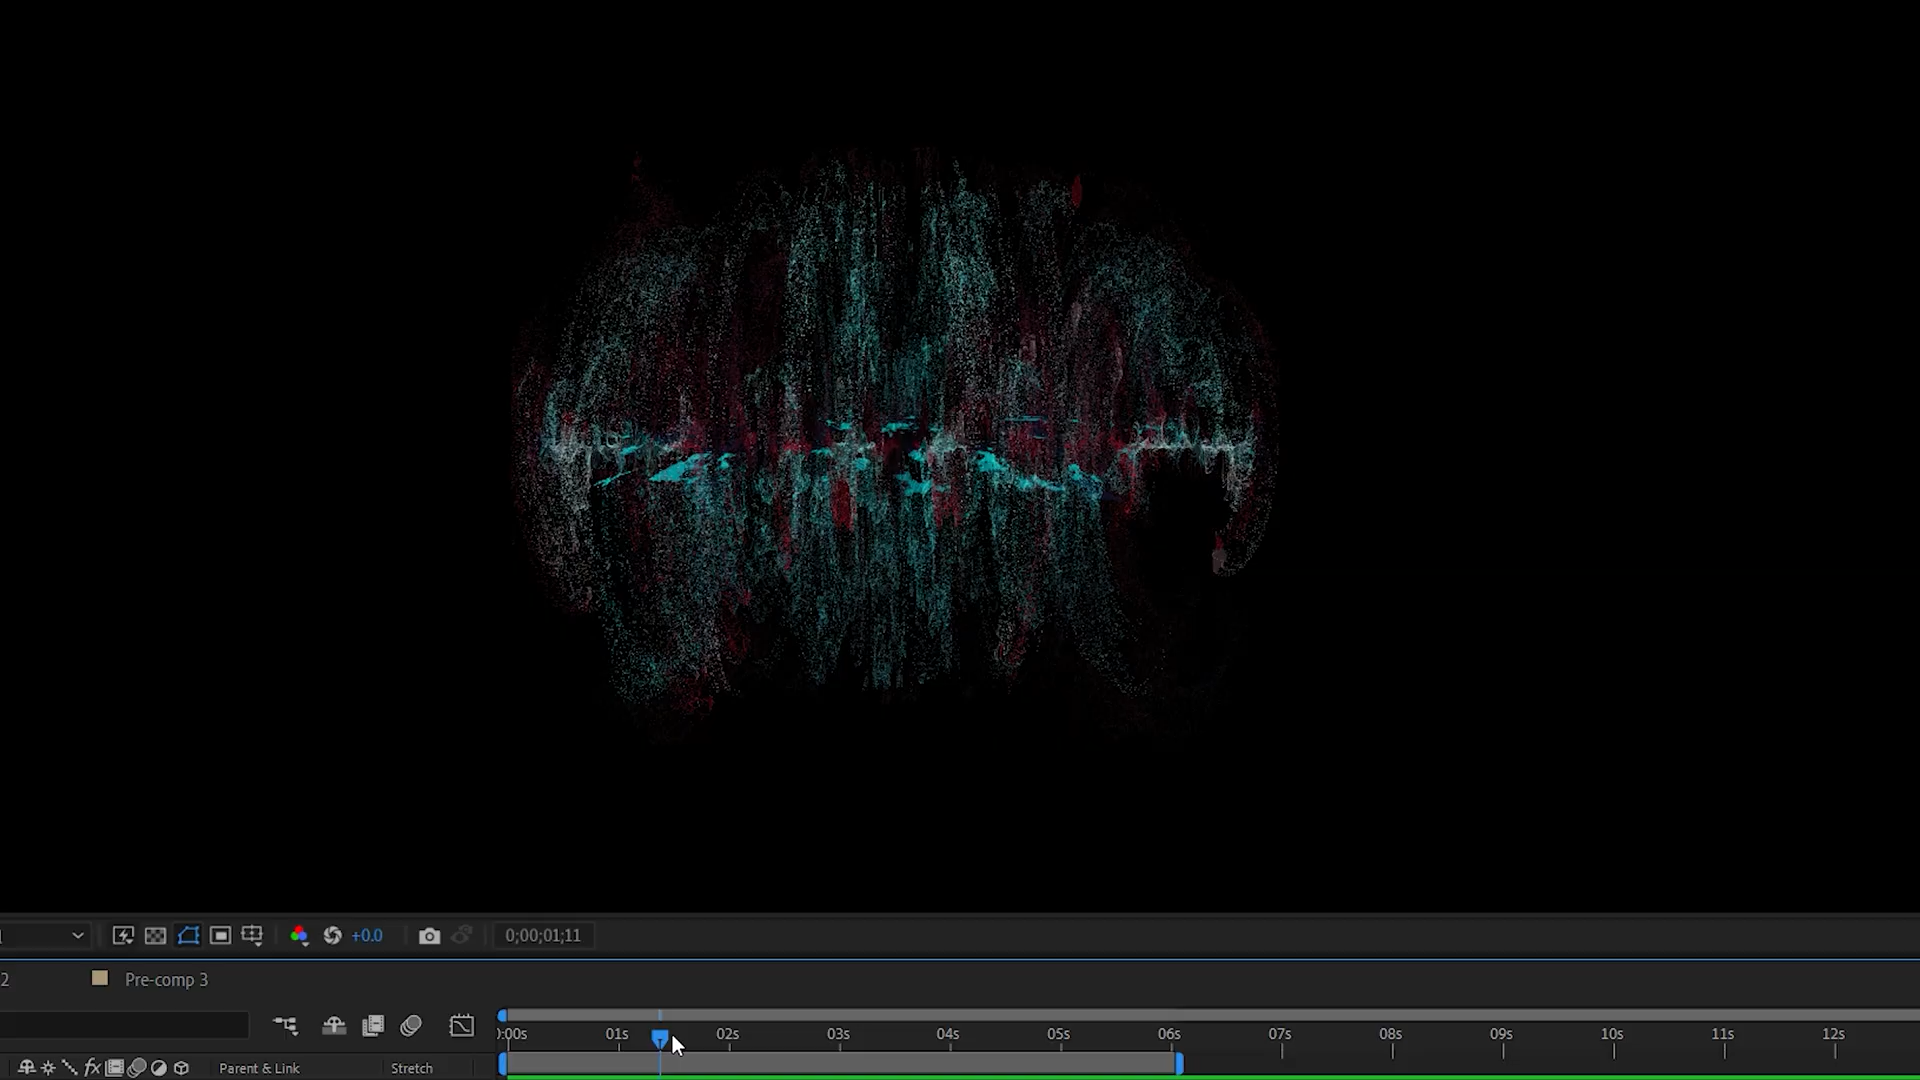 +0.0
0;00;01;11
2
Pre-comp 3
:00s 01s 02s 03s 04s 05s 06s 07s 08s 09s 10s 11s 12s
fx Parent & Link Stretch